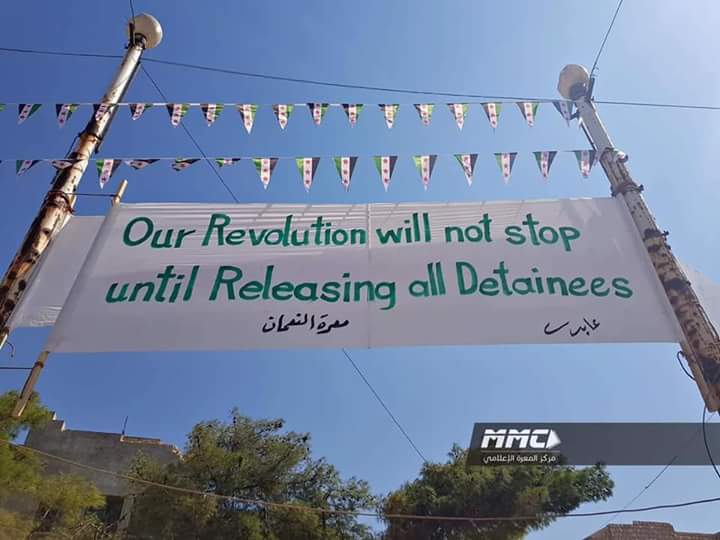 Our Revolution will not stop
until Releasing all Detainees
معرة النعمان
MMC
مركز المعرة الإعلامي